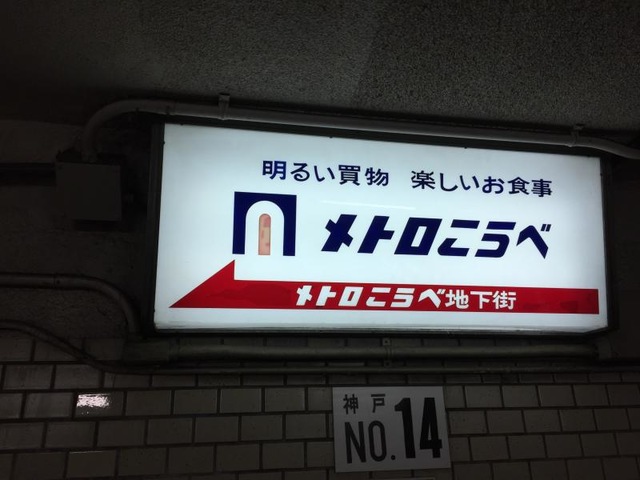 明るい買物 楽しいお食事
メトロこうべ
メトロこうべ地下街
神戸
NO.14